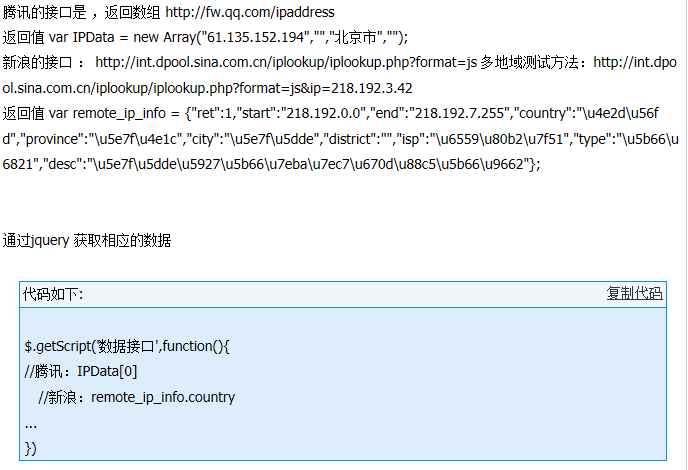 腾讯的接口是 ，返回数组 http://fw.qq.com/ipaddress
返回值 var IPData = new Array("61.135.152.194","","北京市","");
新浪的接口 ： http://int.dpool.sina.com.cn/iplookup/iplookup.php?format=js 多地域测试方法：http://int.dpo
ol.sina.com.cn/iplookup/iplookup.php?format=js&ip=218.192.3.42
返回值 var remote_ip_info = {"ret":1,"start":"218.192.0.0","end":"218.192.7.255","country":"\u4e2d\u56f
d","province":"\u5e7f\u4e1c","city":"\u5e7f\u5dde","district":"","isp":"\u6559\u80b2\u7f51","type":"\u5b66\u
6821","desc":"\u5e7f\u5dde\u5927\u5b66\u7eba\u7ec7\u670d\u88c5\u5b66\u9662"};
通过jquery 获取相应的数据
代码如下:
复制代码
$.getScript('数据接口',function(){
//腾讯：IPData[0]
//新浪：remote_ip_info.country
...
})